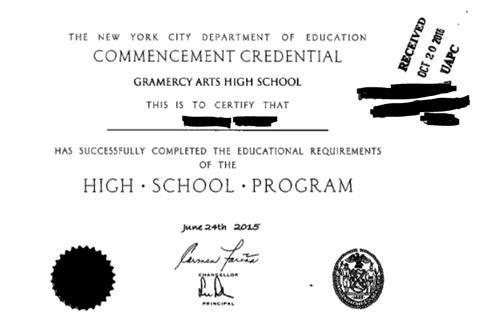 THE NEW YORK CITY DEPARTMENT OF EDUCATION
COMMENCEMENT CREDENTIAL
GRAMERCY ARTS HIGH SCHOOL
THIS IS TO CERTIFY THAT
HAS SUCCESSFULLY COMPLETED THE EDUCATIONAL REQUIREMENTS
OF THE
HIGH · SCHOOL · PROGRAM
June 24th 2015
Carmen Fariña
CHANCELLOR
PRINCIPAL
RECEIVED
OCT 20 2015
UAPC